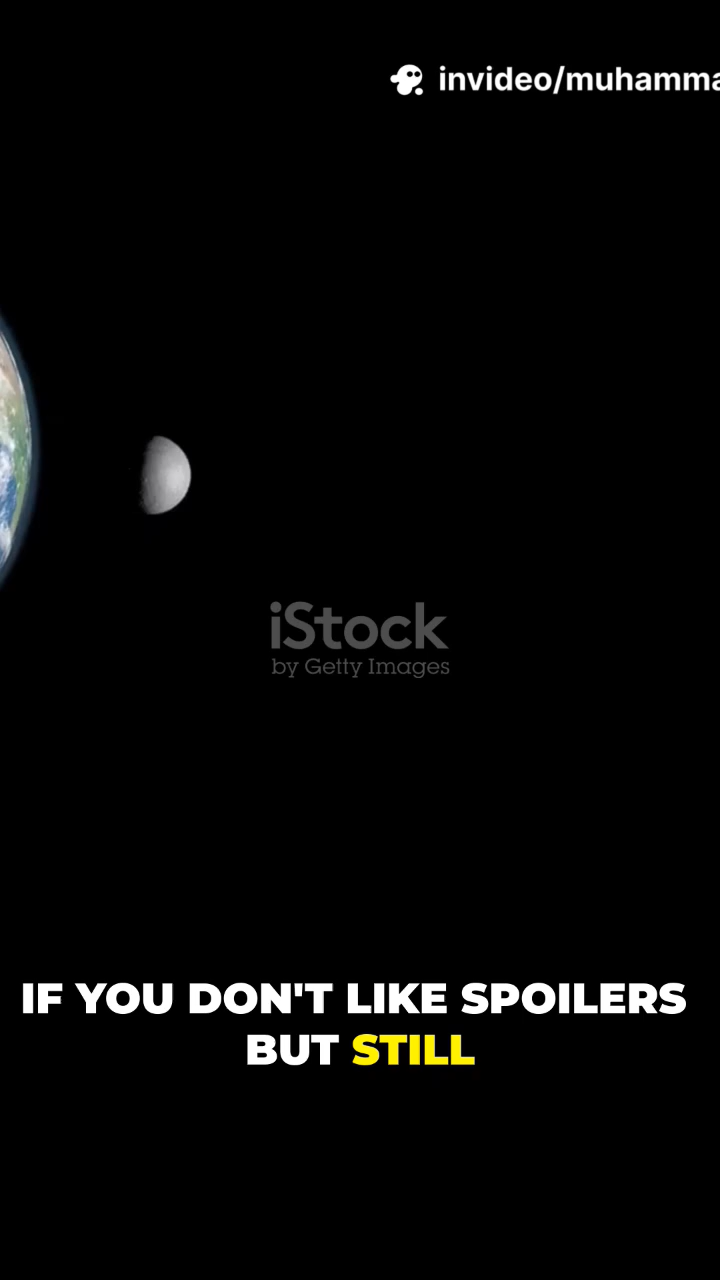 invideo/muhamma
iStock
by Getty Images
IF YOU DON'T LIKE SPOILERS
BUT STILL